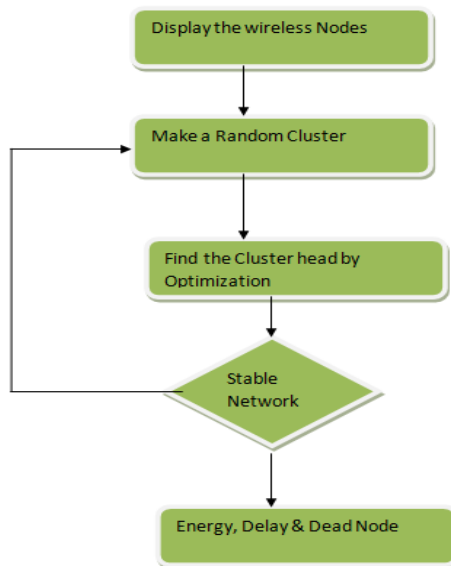 Display the wireless Nodes
Make a Random Cluster
Find the Cluster head by
Optimization
Stable
Network
Energy, Delay & Dead Node